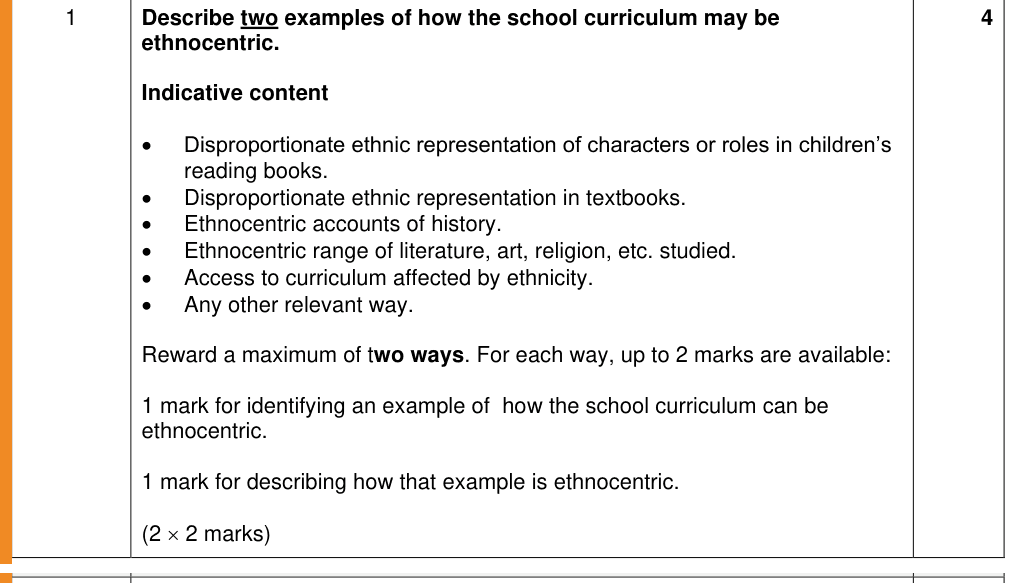 1 Describe two examples of how the school curriculum may be 4
ethnocentric.
Indicative content
• Disproportionate ethnic representation of characters or roles in children’s
reading books.
• Disproportionate ethnic representation in textbooks.
• Ethnocentric accounts of history.
• Ethnocentric range of literature, art, religion, etc. studied.
• Access to curriculum affected by ethnicity.
• Any other relevant way.
Reward a maximum of two ways. For each way, up to 2 marks are available:
1 mark for identifying an example of  how the school curriculum can be
ethnocentric.
1 mark for describing how that example is ethnocentric.
(2 × 2 marks)